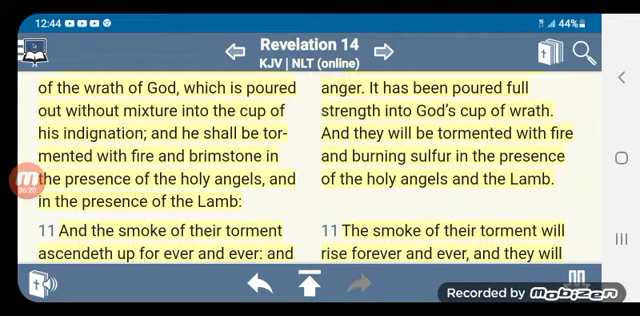 12:44
44%
Revelation 14
KJV | NLT (online)
of the wrath of God, which is poured
out without mixture into the cup of
his indignation; and he shall be tor-
mented with fire and brimstone in
the presence of the holy angels, and
in the presence of the Lamb:
11 And the smoke of their torment
ascendeth up for ever and ever: and
anger. It has been poured full
strength into God’s cup of wrath.
And they will be tormented with fire
and burning sulfur in the presence
of the holy angels and the Lamb.
11 The smoke of their torment will
rise forever and ever, and they will
06:20
Recorded by Mobizen